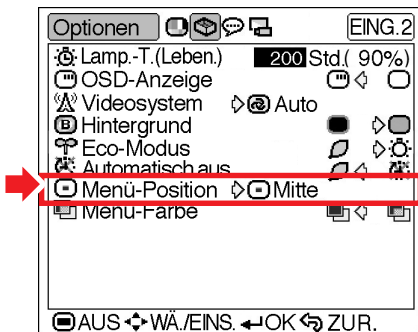 Optionen EING.2
Lamp.-T.(Leben.) 200 Std.( 90%)
OSD-Anzeige
Videosystem Auto
B Hintergrund
Eco-Modus
Automatisch aus
Menü-Position Mitte
Menü-Farbe
AUS WÄ./EINS. OK ZUR.